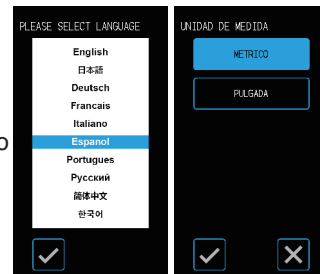 PLEASE SELECT LANGUAGE
English
日本語
Deutsch
Francais
Italiano
Espanol
Portugues
Русский
简体中文
한국어
UNIDAD DE MEDIDA
METRICO
PULGADA